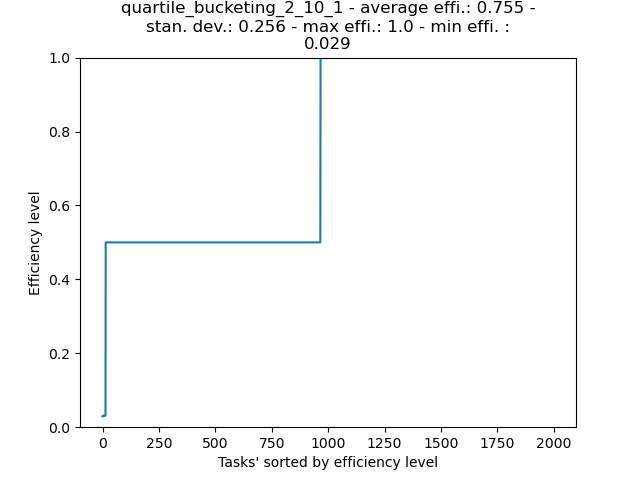 quartile_bucketing_2_10_1 - average effi.: 0.755 -
stan. dev.: 0.256 - max effi.: 1.0 - min effi. :
0.029
1.0
0.8
0.6
0.4
0.2
0.0
Efficiency level
0 250 500 750 1000 1250 1500 1750 2000
Tasks' sorted by efficiency level